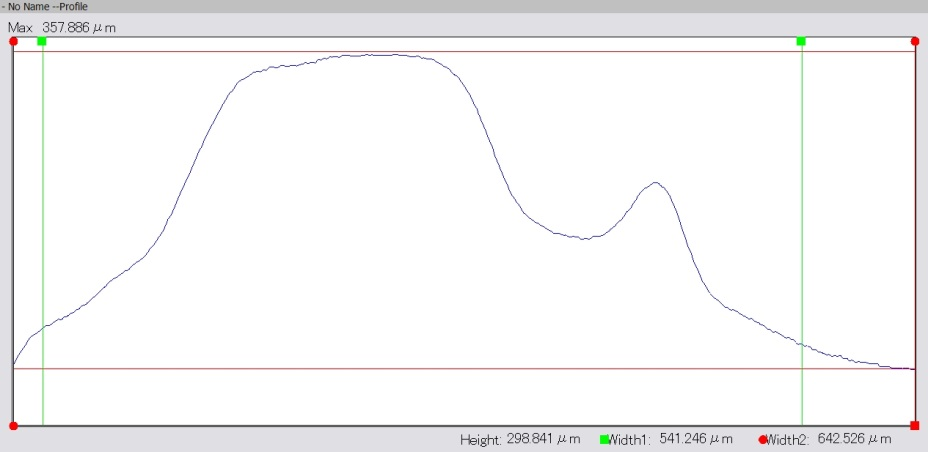 - No Name --Profile
Max 357.886 μm
Height: 298.841 μm Width1: 541.246 μm Width2: 642.526 μm